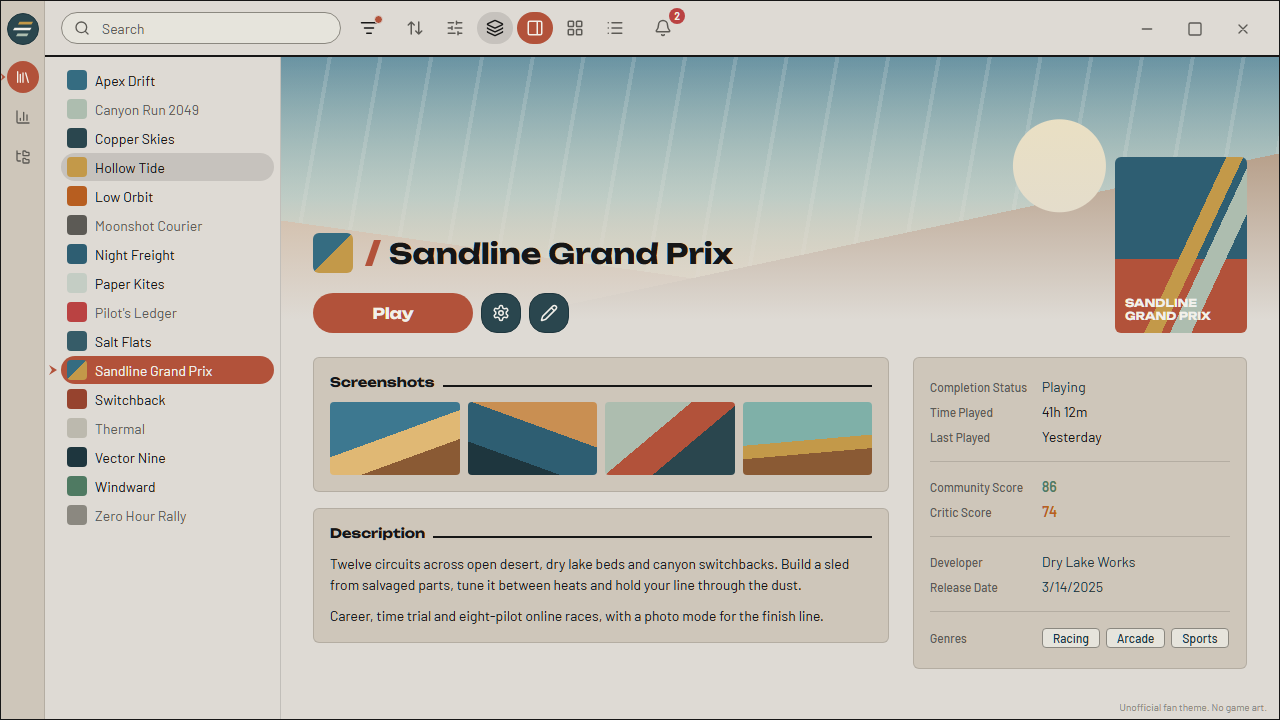 Search
2
Apex Drift
Canyon Run 2049
Copper Skies
Hollow Tide
Low Orbit
Moonshot Courier
Night Freight
Paper Kites
Pilot's Ledger
Salt Flats
Sandline Grand Prix
Switchback
Thermal
Vector Nine
Windward
Zero Hour Rally
/ Sandline Grand Prix
Play
SANDLINE
GRAND PRIX
Screenshots
Description
Twelve circuits across open desert, dry lake beds and canyon switchbacks. Build a sled
from salvaged parts, tune it between heats and hold your line through the dust.
Career, time trial and eight-pilot online races, with a photo mode for the finish line.
Completion Status Playing
Time Played 41h 12m
Last Played Yesterday
Community Score 86
Critic Score 74
Developer Dry Lake Works
Release Date 3/14/2025
Genres Racing Arcade Sports
Unofficial fan theme. No game art.